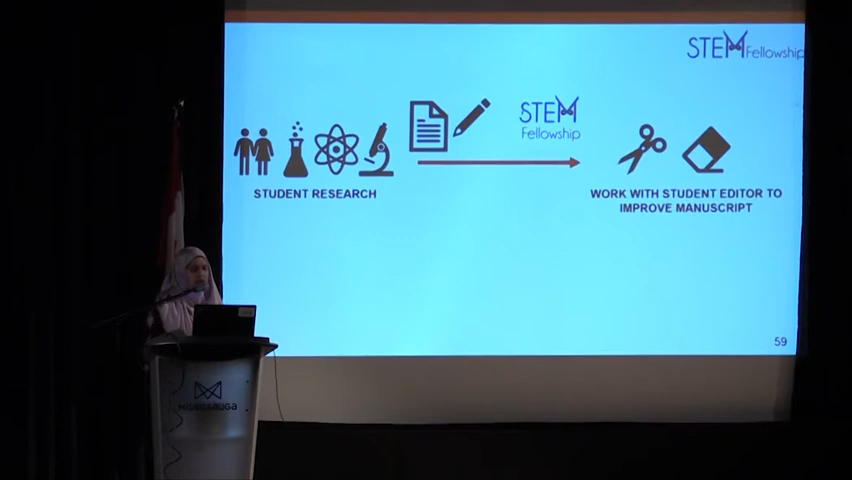 STEM Fellowship
STEM
Fellowship
STUDENT RESEARCH
WORK WITH STUDENT EDITOR TO
IMPROVE MANUSCRIPT
59
MISSISSAUGA